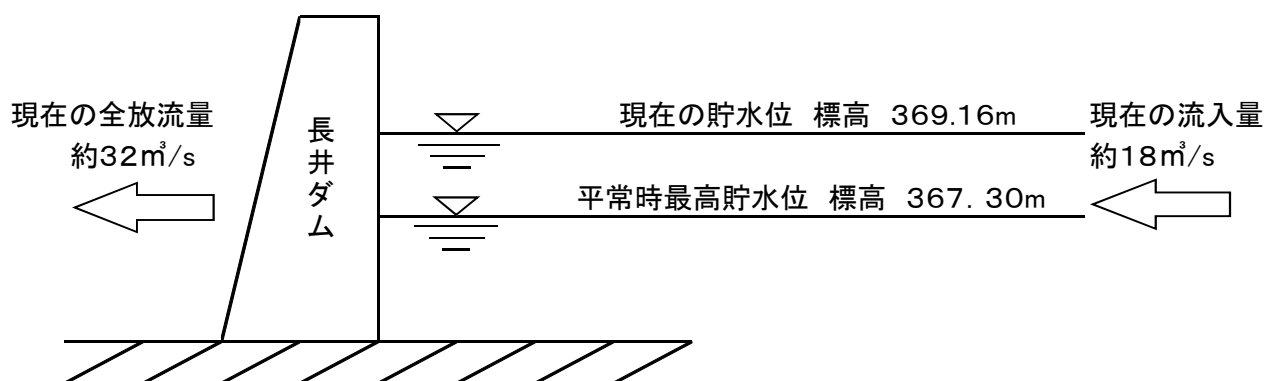 現在の全放流量
約32㎥/s
長井ダム
現在の貯水位 標高 369.16m
平常時最高貯水位 標高 367.30m
現在の流入量
約18㎥/s